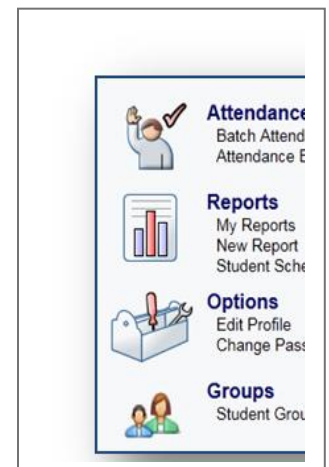 Attendance
Batch Attend
Attendance E
Reports
My Reports
New Report
Student Sche
Options
Edit Profile
Change Pass
Groups
Student Grou